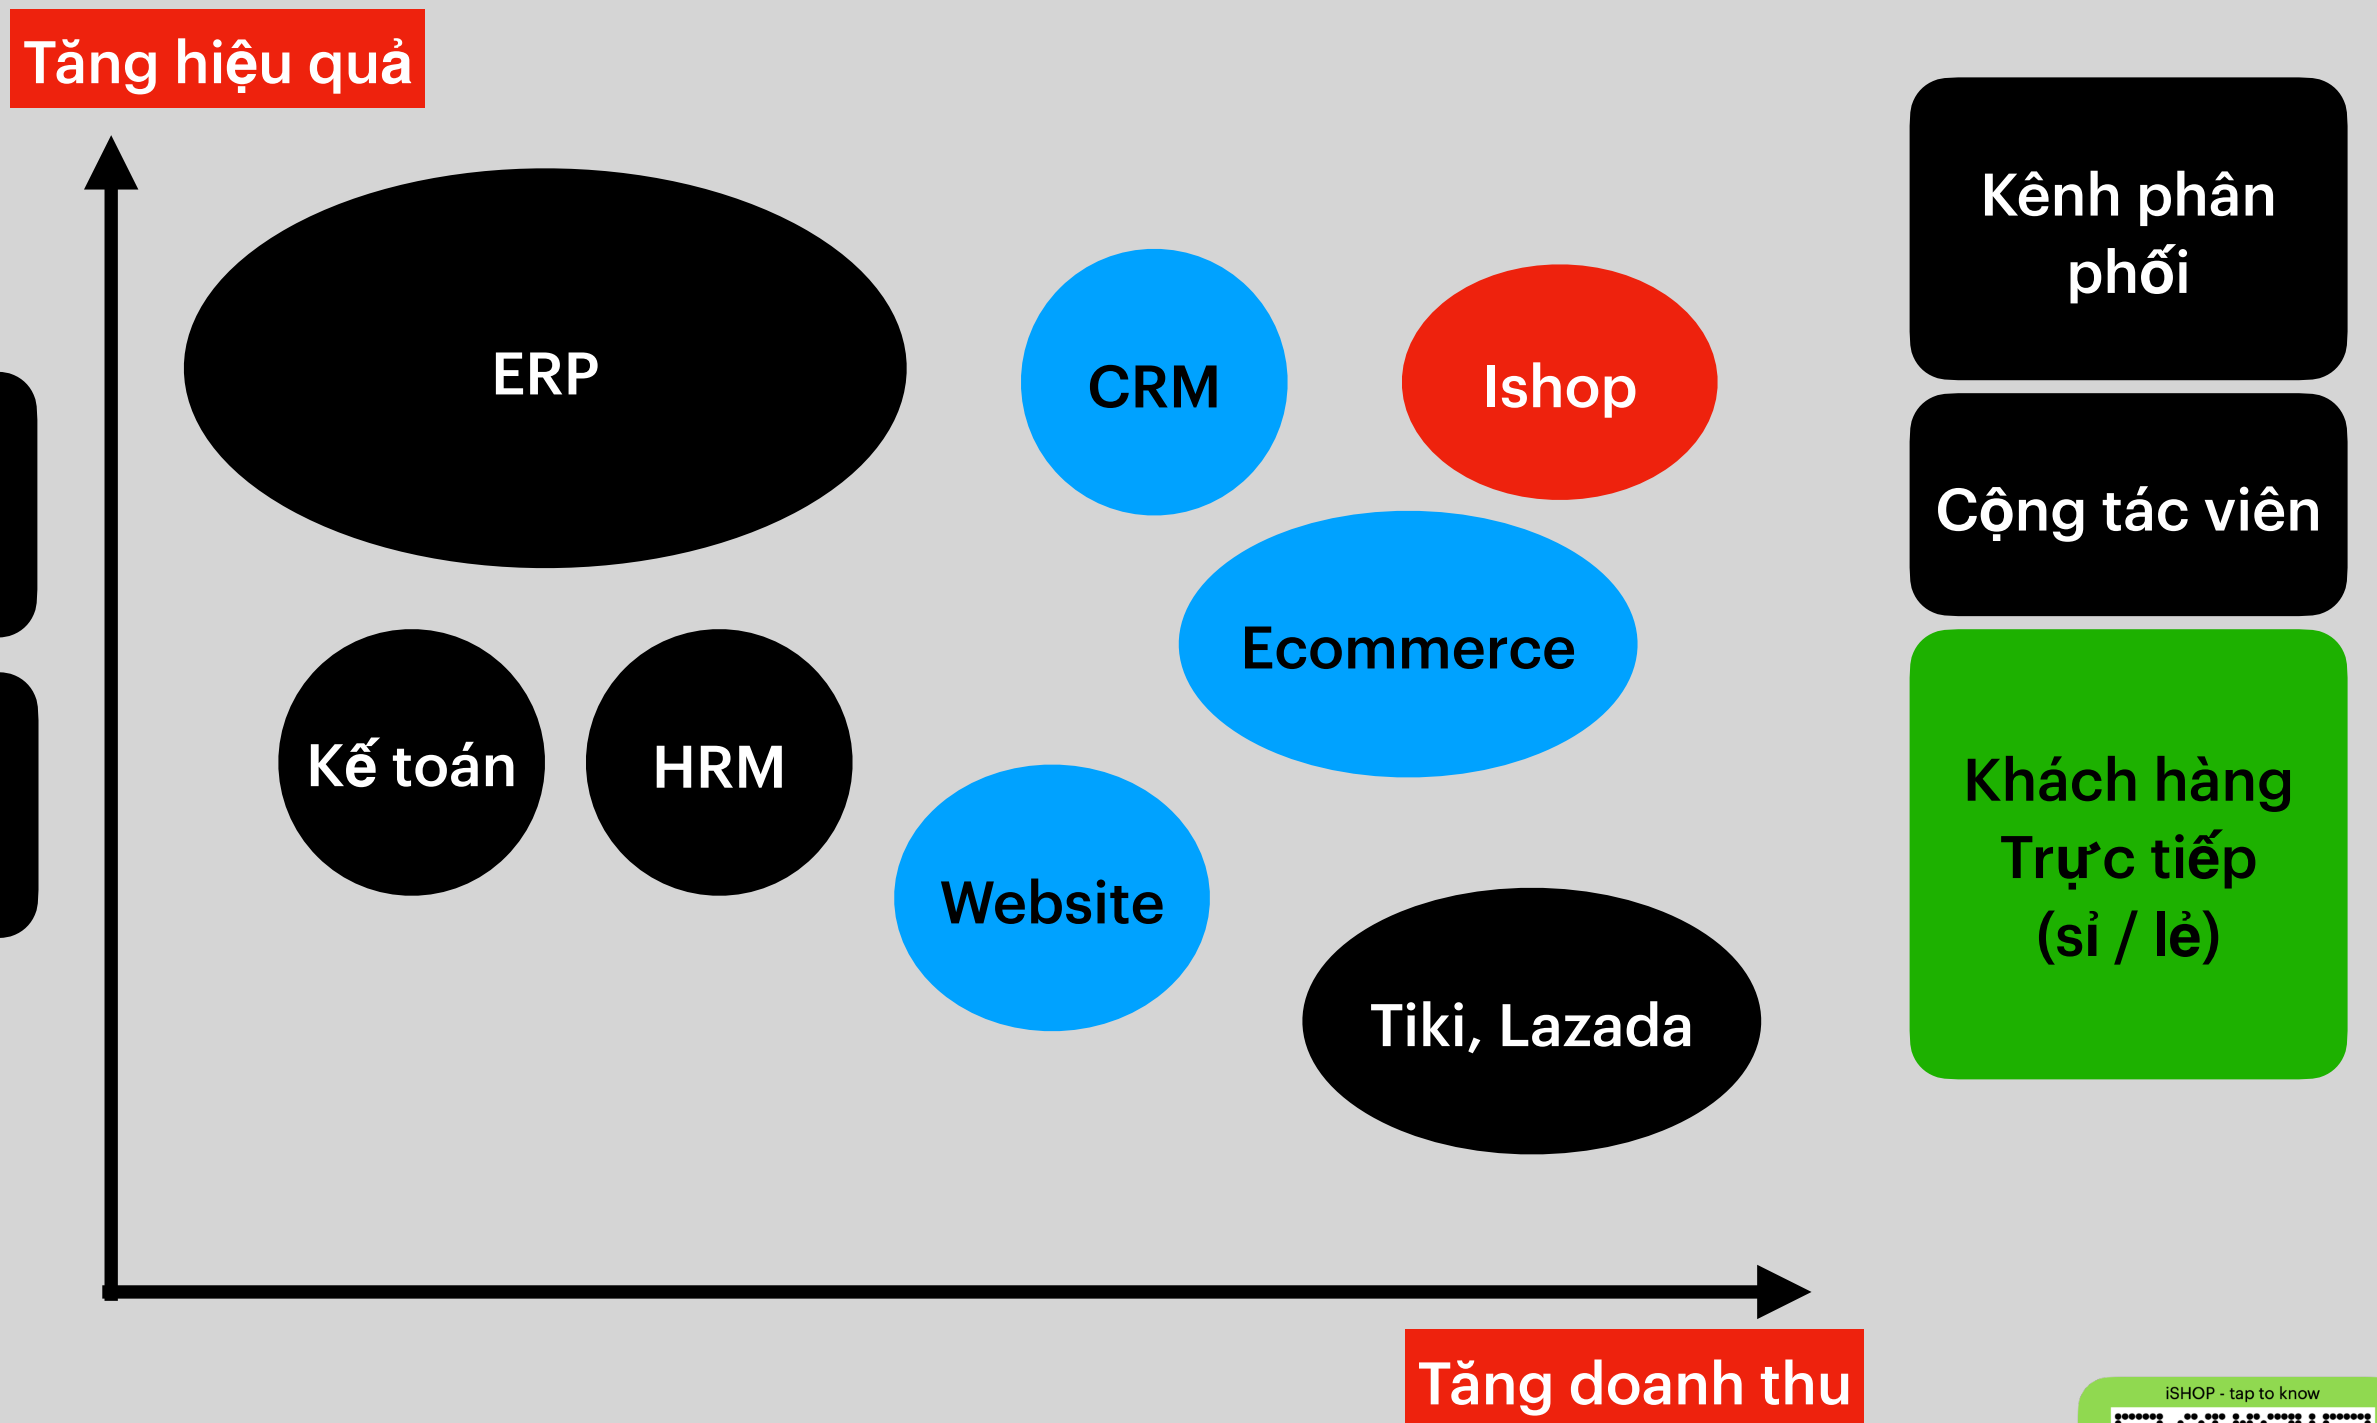 Tăng hiệu quả
Kênh phân
phối
ERP
CRM
Ishop
Cộng tác viên
Ecommerce
Kế toán
HRM
Khách hàng
Trực tiếp
(sỉ / lẻ)
Website
Tiki, Lazada
Tăng doanh thu
iSHOP - tap to know